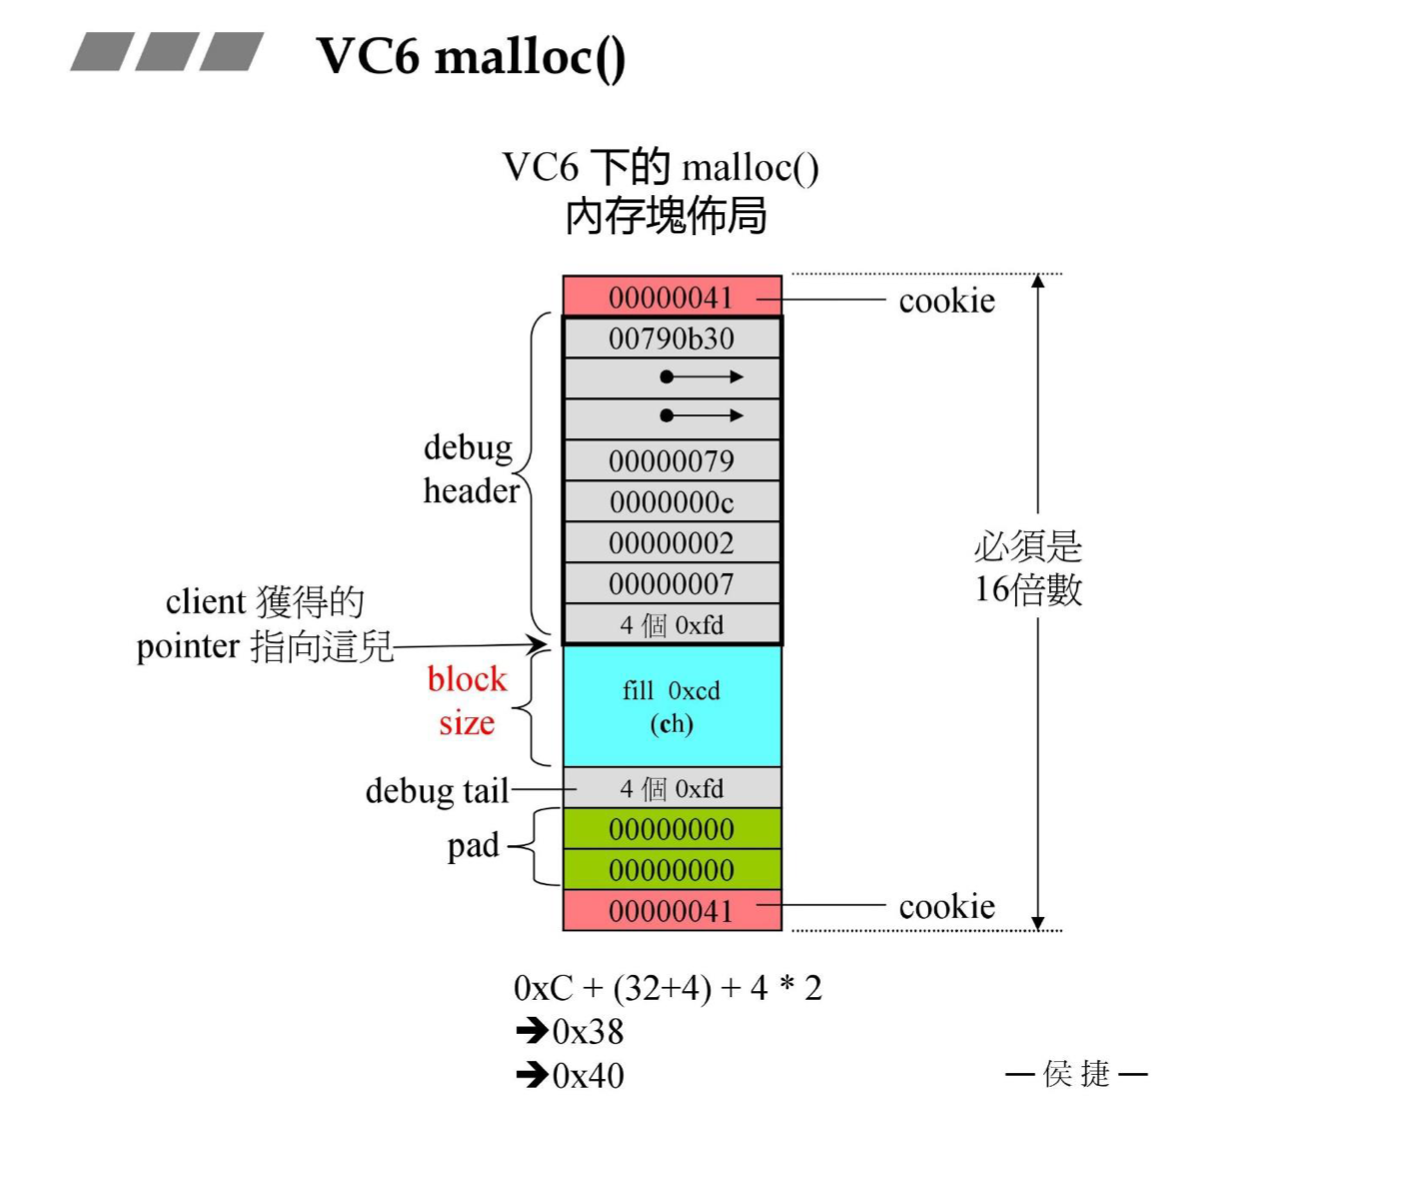 VC6 malloc()
VC6 下的 malloc()
內存塊佈局
00000041
cookie
00790b30
debug
header
00000079
0000000c
00000002
00000007
4 個 0xfd
client 獲得的
pointer 指向這兒
必須是
16倍數
block
size
fill 0xcd
(ch)
debug tail
4 個 0xfd
pad
00000000
00000000
00000041
cookie
0xC + (32+4) + 4 * 2
➔0x38
➔0x40
— 侯 捷 —